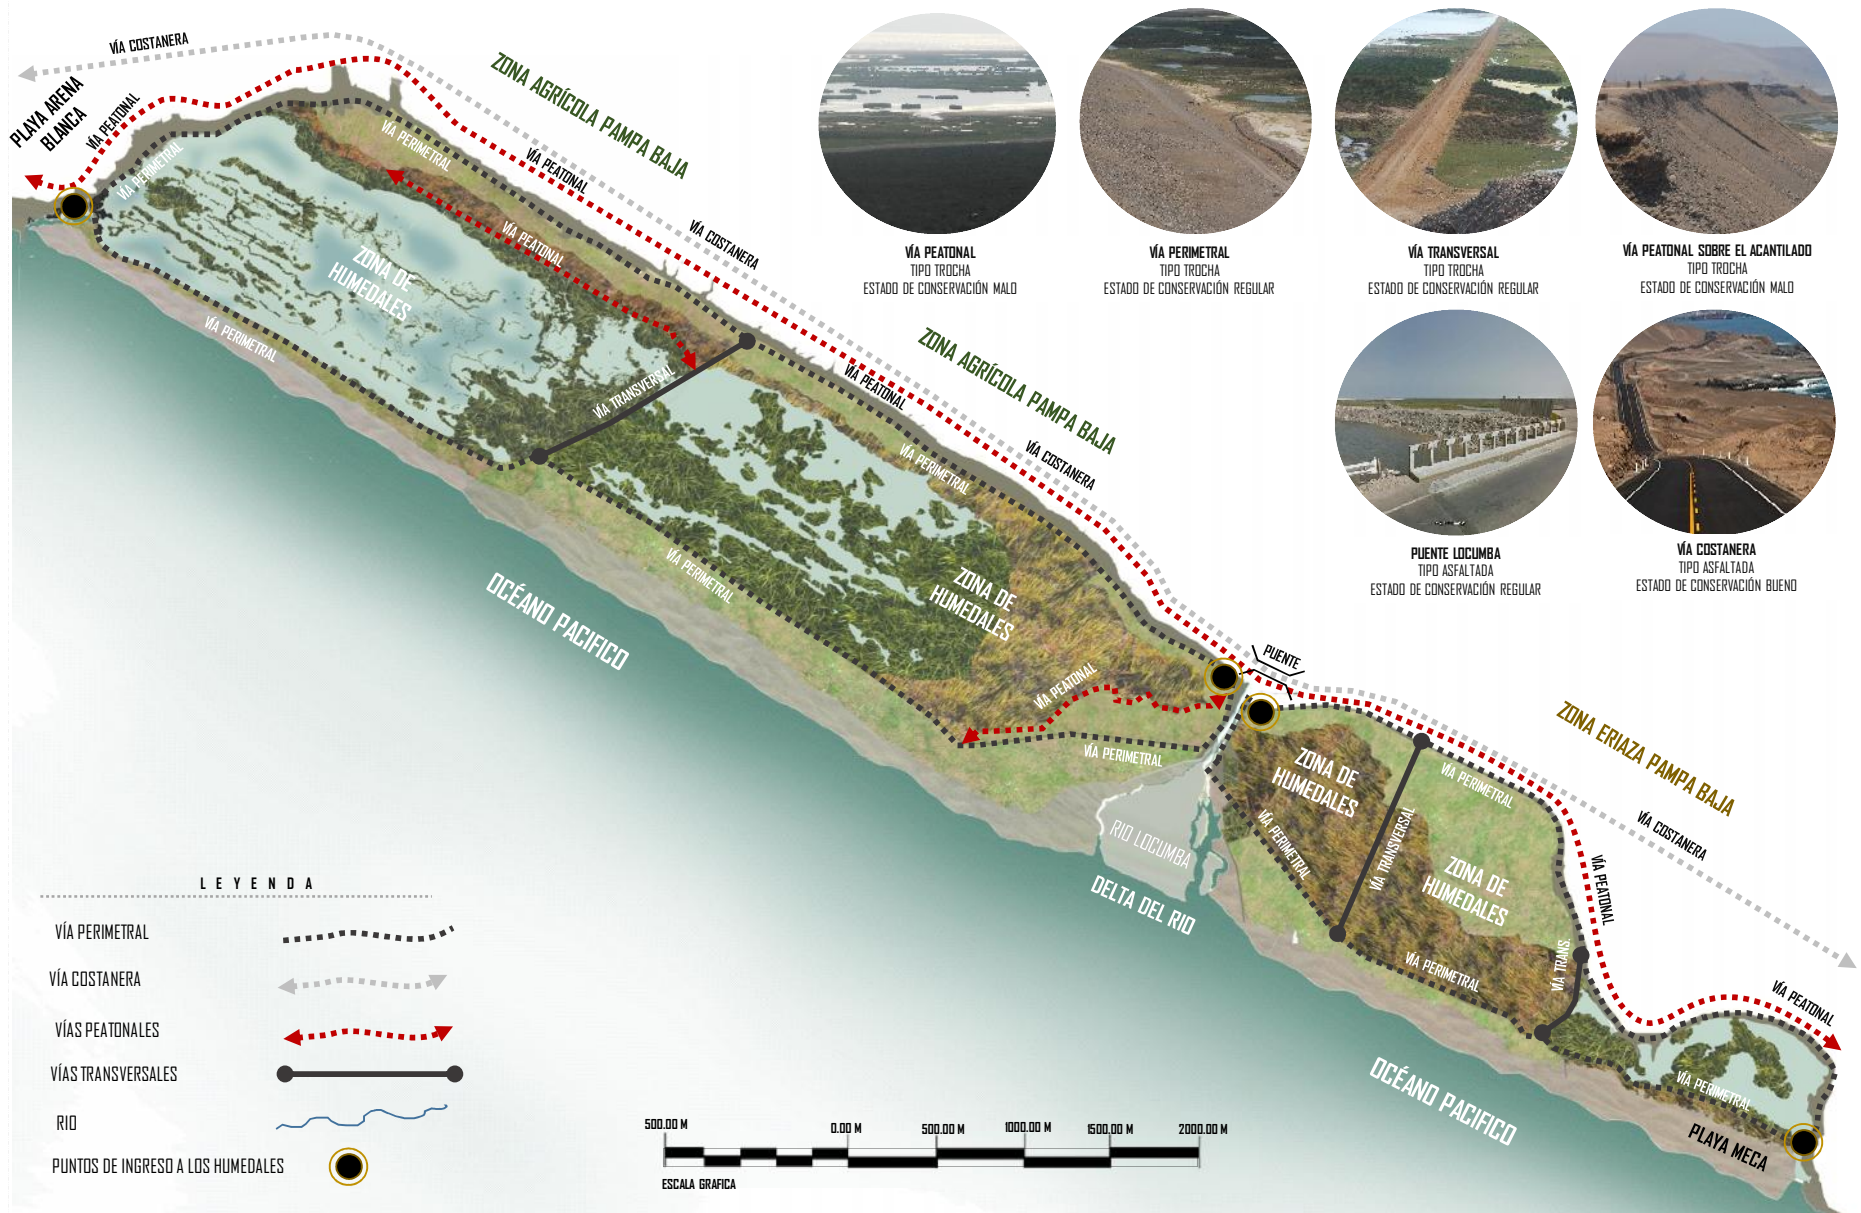 VÍA COSTANERA
PLAYA ARENA
BLANCA
VÍA PEATONAL
VÍA PERIMETRAL
ZONA AGRÍCOLA PAMPA BAJA
VÍA PERIMETRAL
VÍA PEATONAL
VÍA COSTANERA
VÍA PEATONAL
ZONA DE
HUMEDALES
VÍA PERIMETRAL
VÍA TRANSVERSAL
VÍA PEATONAL
ZONA AGRÍCOLA PAMPA BAJA
VÍA COSTANERA
VÍA PERIMETRAL
VÍA PERIMETRAL
OCÉANO PACIFICO
ZONA DE
HUMEDALES
VÍA PEATONAL
VÍA PERIMETRAL
PUENTE
RIO LOCUMBA
DELTA DEL RIO
ZONA DE
HUMEDALES
VÍA PERIMETRAL
VÍA TRANSVERSAL
VÍA PERIMETRAL
ZONA ERIAZA PAMPA BAJA
VÍA COSTANERA
ZONA DE
HUMEDALES
VÍA PEATONAL
VÍA TRANS.
VÍA PERIMETRAL
VÍA PEATONAL
VÍA PERIMETRAL
OCÉANO PACIFICO
PLAYA MECA
VÍA PEATONAL
TIPO TROCHA
ESTADO DE CONSERVACIÓN MALO
VÍA PERIMETRAL
TIPO TROCHA
ESTADO DE CONSERVACIÓN REGULAR
VÍA TRANSVERSAL
TIPO TROCHA
ESTADO DE CONSERVACIÓN REGULAR
VÍA PEATONAL SOBRE EL ACANTILADO
TIPO TROCHA
ESTADO DE CONSERVACIÓN MALO
PUENTE LOCUMBA
TIPO ASFALTADA
ESTADO DE CONSERVACIÓN REGULAR
VÍA COSTANERA
TIPO ASFALTADA
ESTADO DE CONSERVACIÓN BUENO
LEYENDA
VÍA PERIMETRAL
VÍA COSTANERA
VÍAS PEATONALES
VÍAS TRANSVERSALES
RIO
PUNTOS DE INGRESO A LOS HUMEDALES
500.00 M 0.00 M 500.00 M 1000.00 M 1500.00 M 2000.00 M
ESCALA GRAFICA